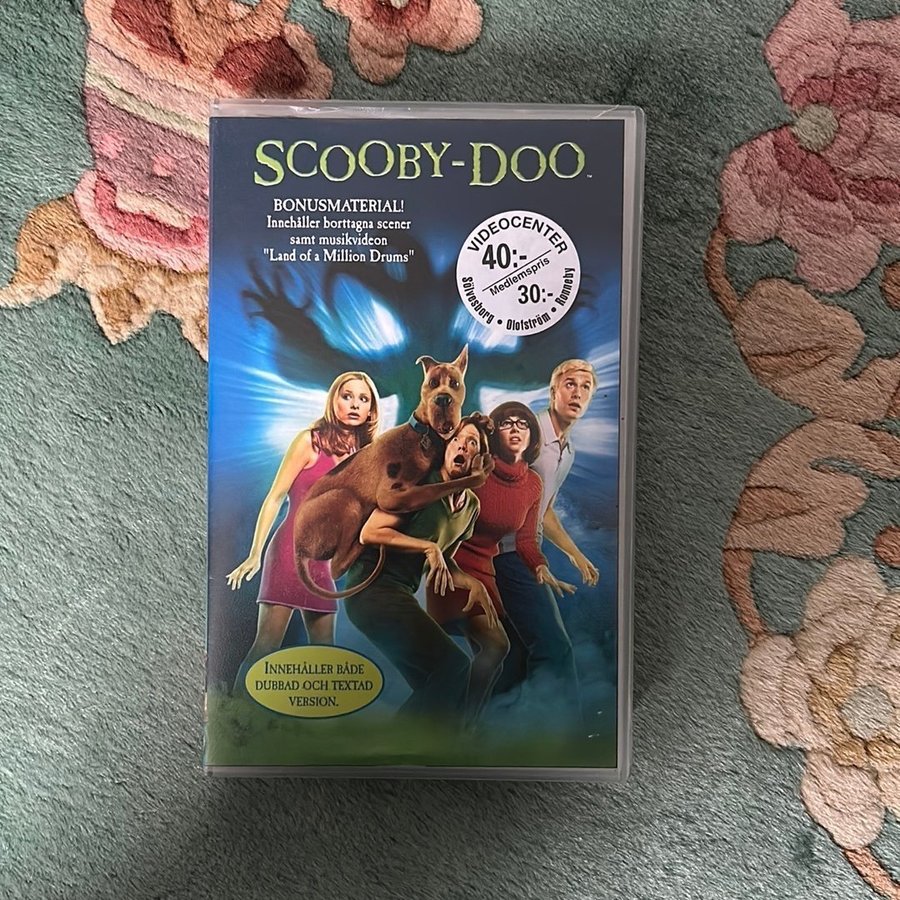 SCOOBY-DOO™
BONUSMATERIAL!
Innehåller borttagna scener
samt musikvideon
"Land of a Million Drums"
VIDEOCENTER
40:-
Medlemspris
30:-
Sölvesborg • Olofström • Ronneby
INNEHÅLLER BÅDE
DUBBAD OCH TEXTAD
VERSION.